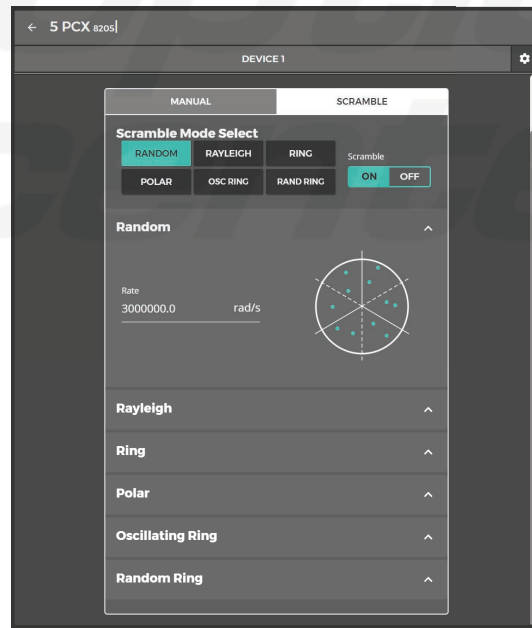 ← 5 PCX 8205
DEVICE 1
MANUAL SCRAMBLE
Scramble Mode Select
RANDOM RAYLEIGH RING Scramble
POLAR OSC RING RAND RING ON OFF
Random
Rate
3000000.0 rad/s
Rayleigh
Ring
Polar
Oscillating Ring
Random Ring